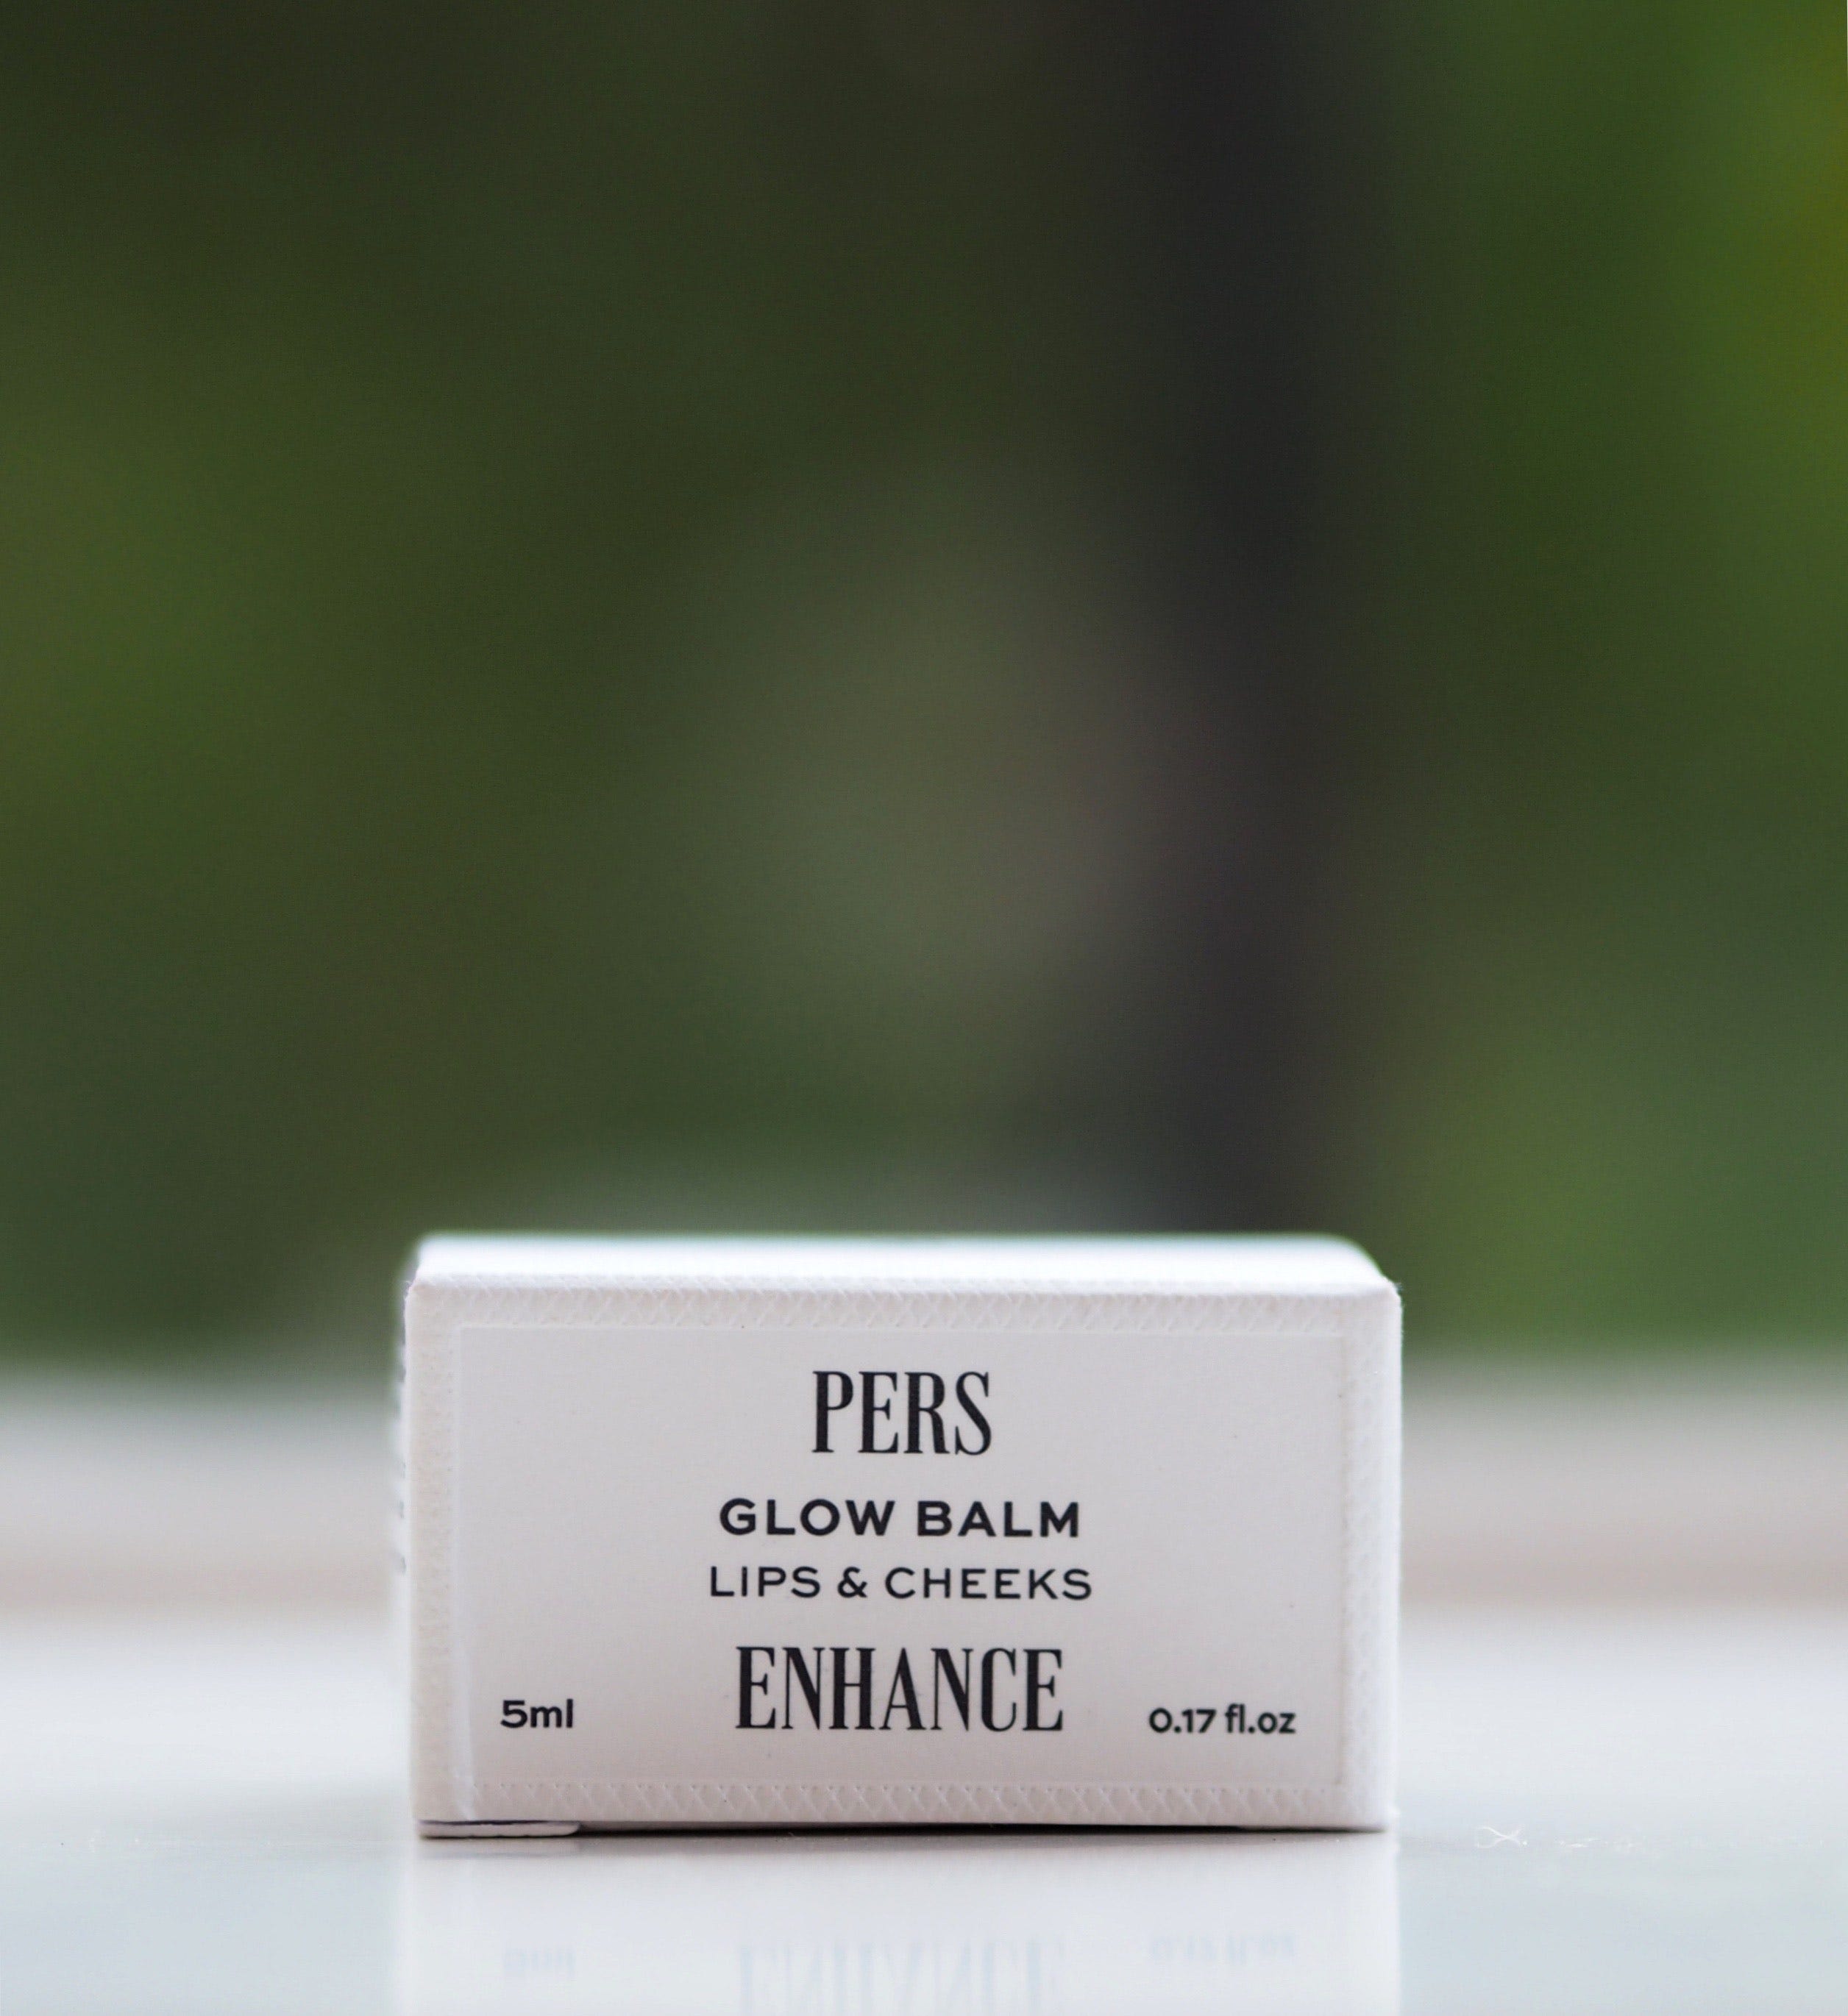 PERS
GLOW BALM
LIPS & CHEEKS
ENHANCE
5ml
0.17 fl.oz